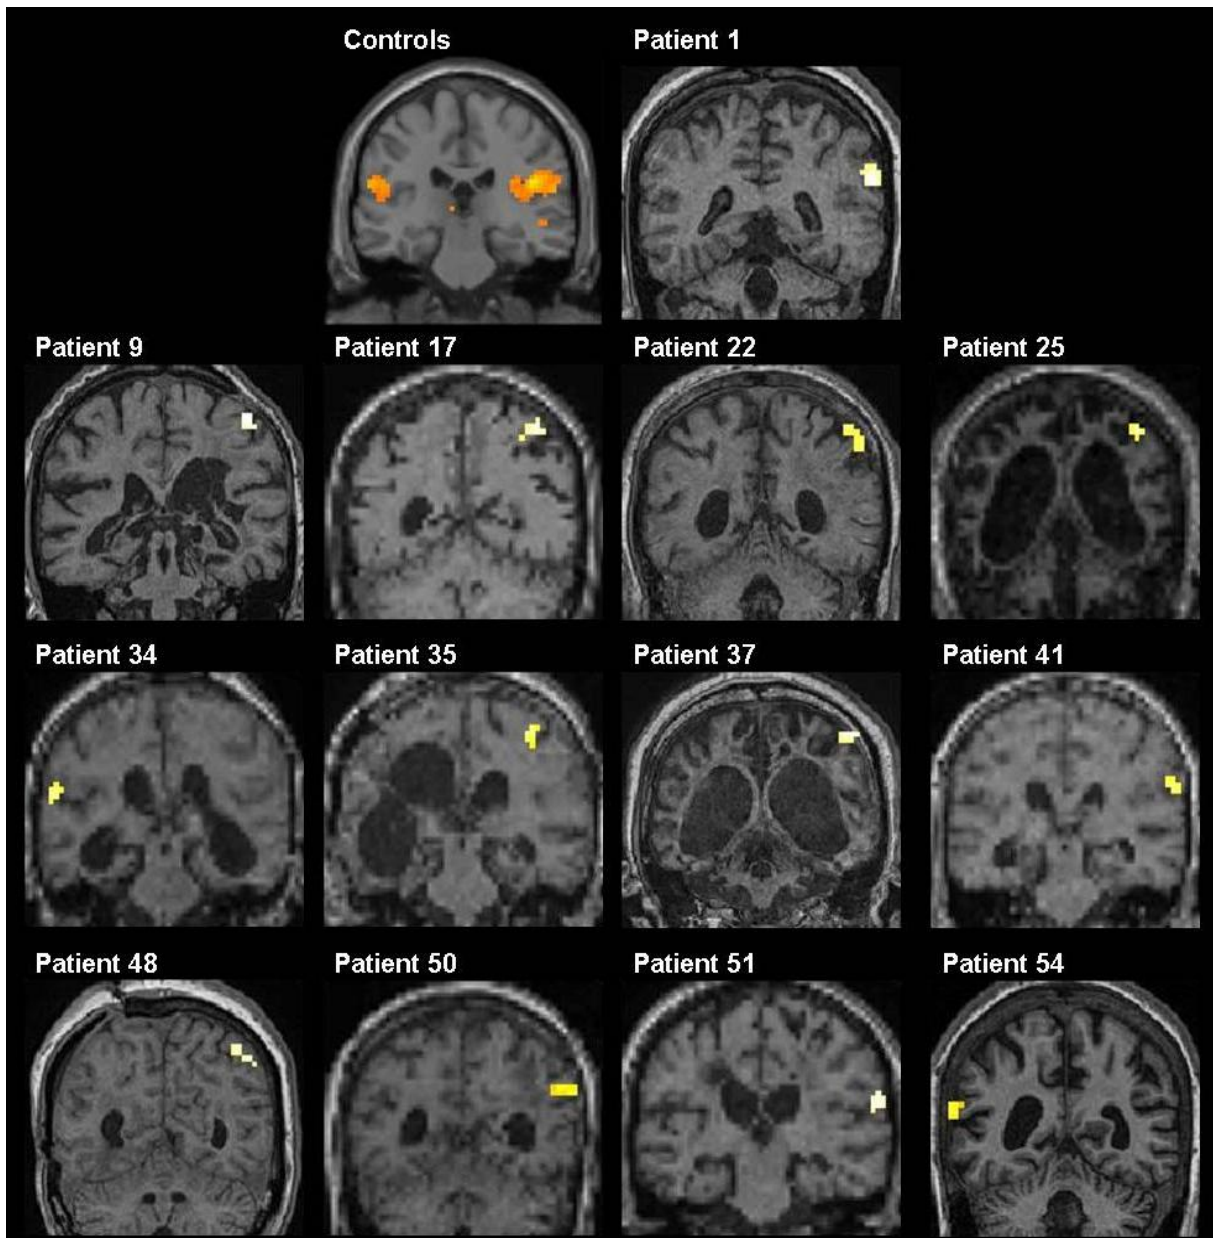 Controls
Patient 1
Patient 9
Patient 17
Patient 22
Patient 25
Patient 34
Patient 35
Patient 37
Patient 41
Patient 48
Patient 50
Patient 51
Patient 54